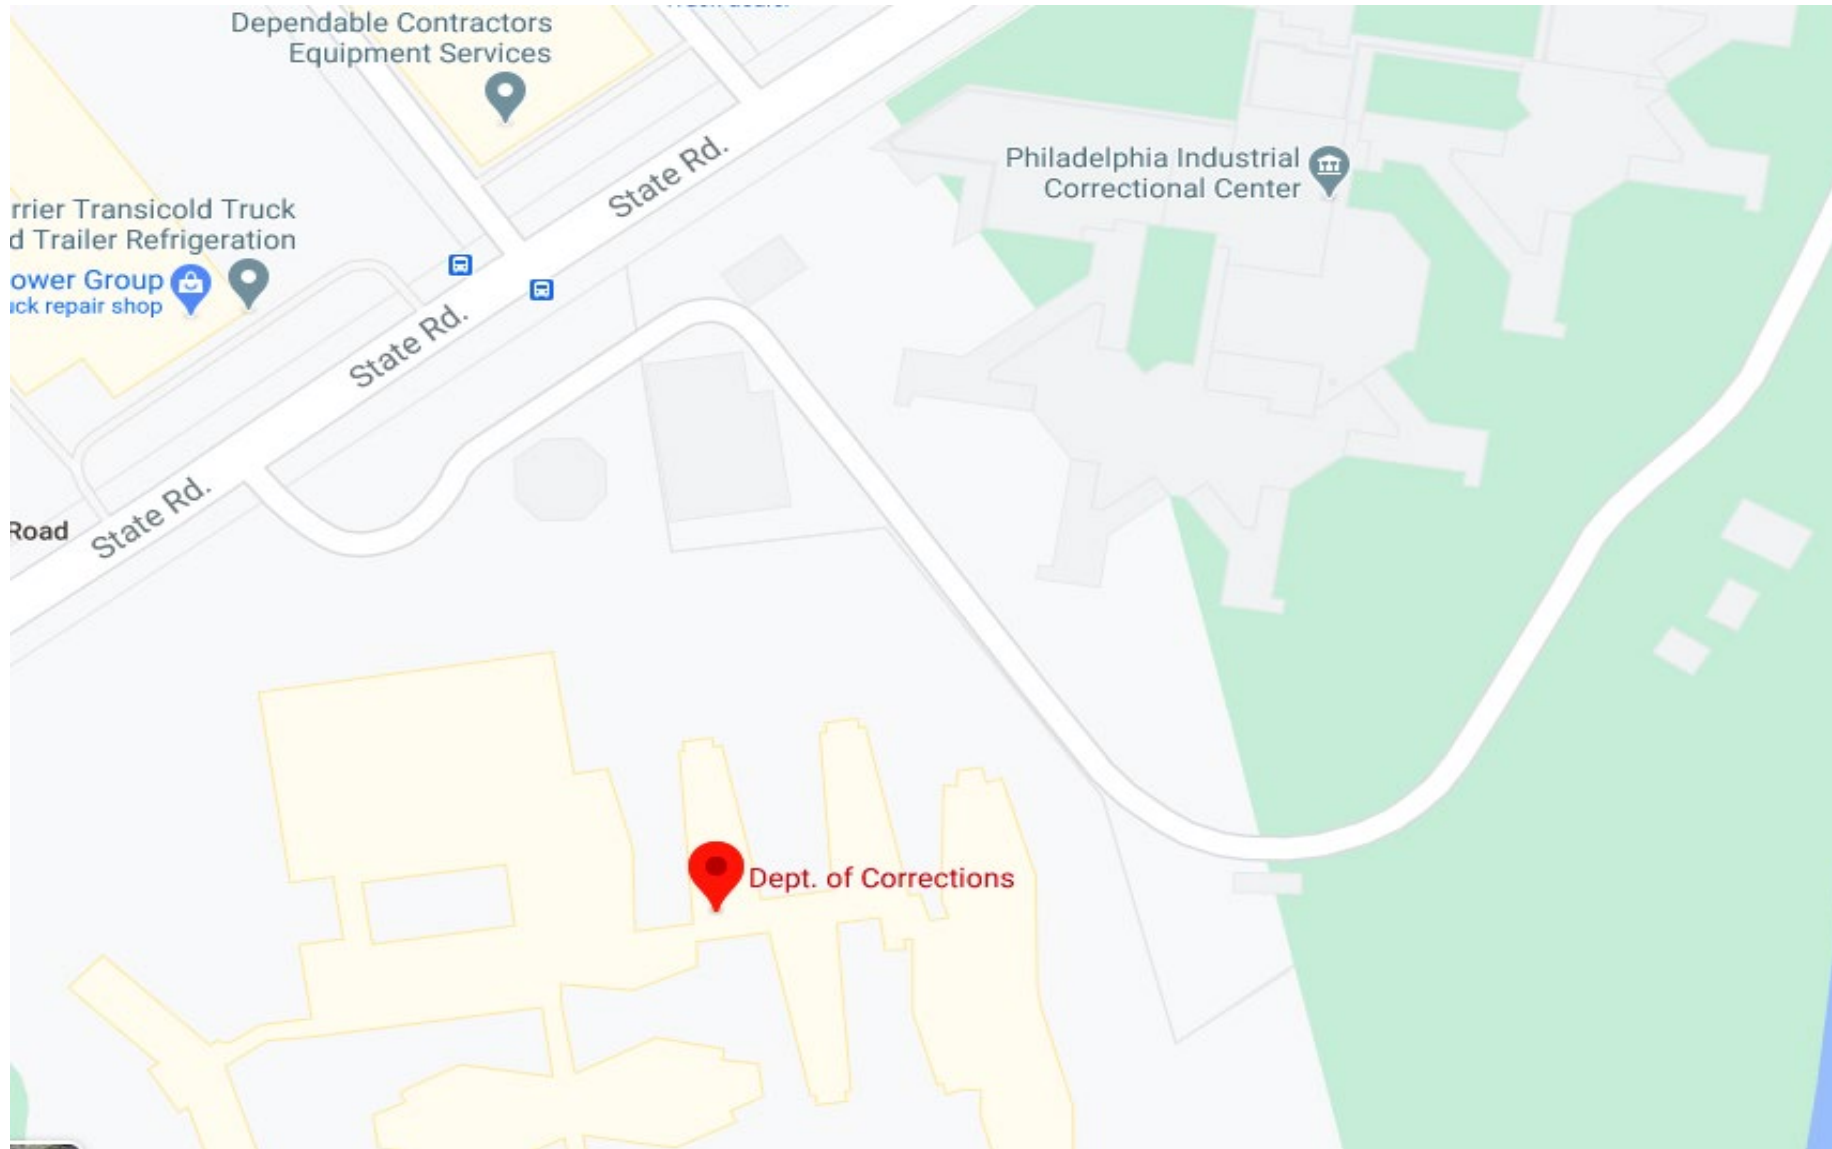 Dependable Contractors
Equipment Services
State Rd.
Philadelphia Industrial
Correctional Center
rrier Transicold Truck
d Trailer Refrigeration
ower Group
ck repair shop
State Rd.
State Rd.
Road
Dept. of Corrections